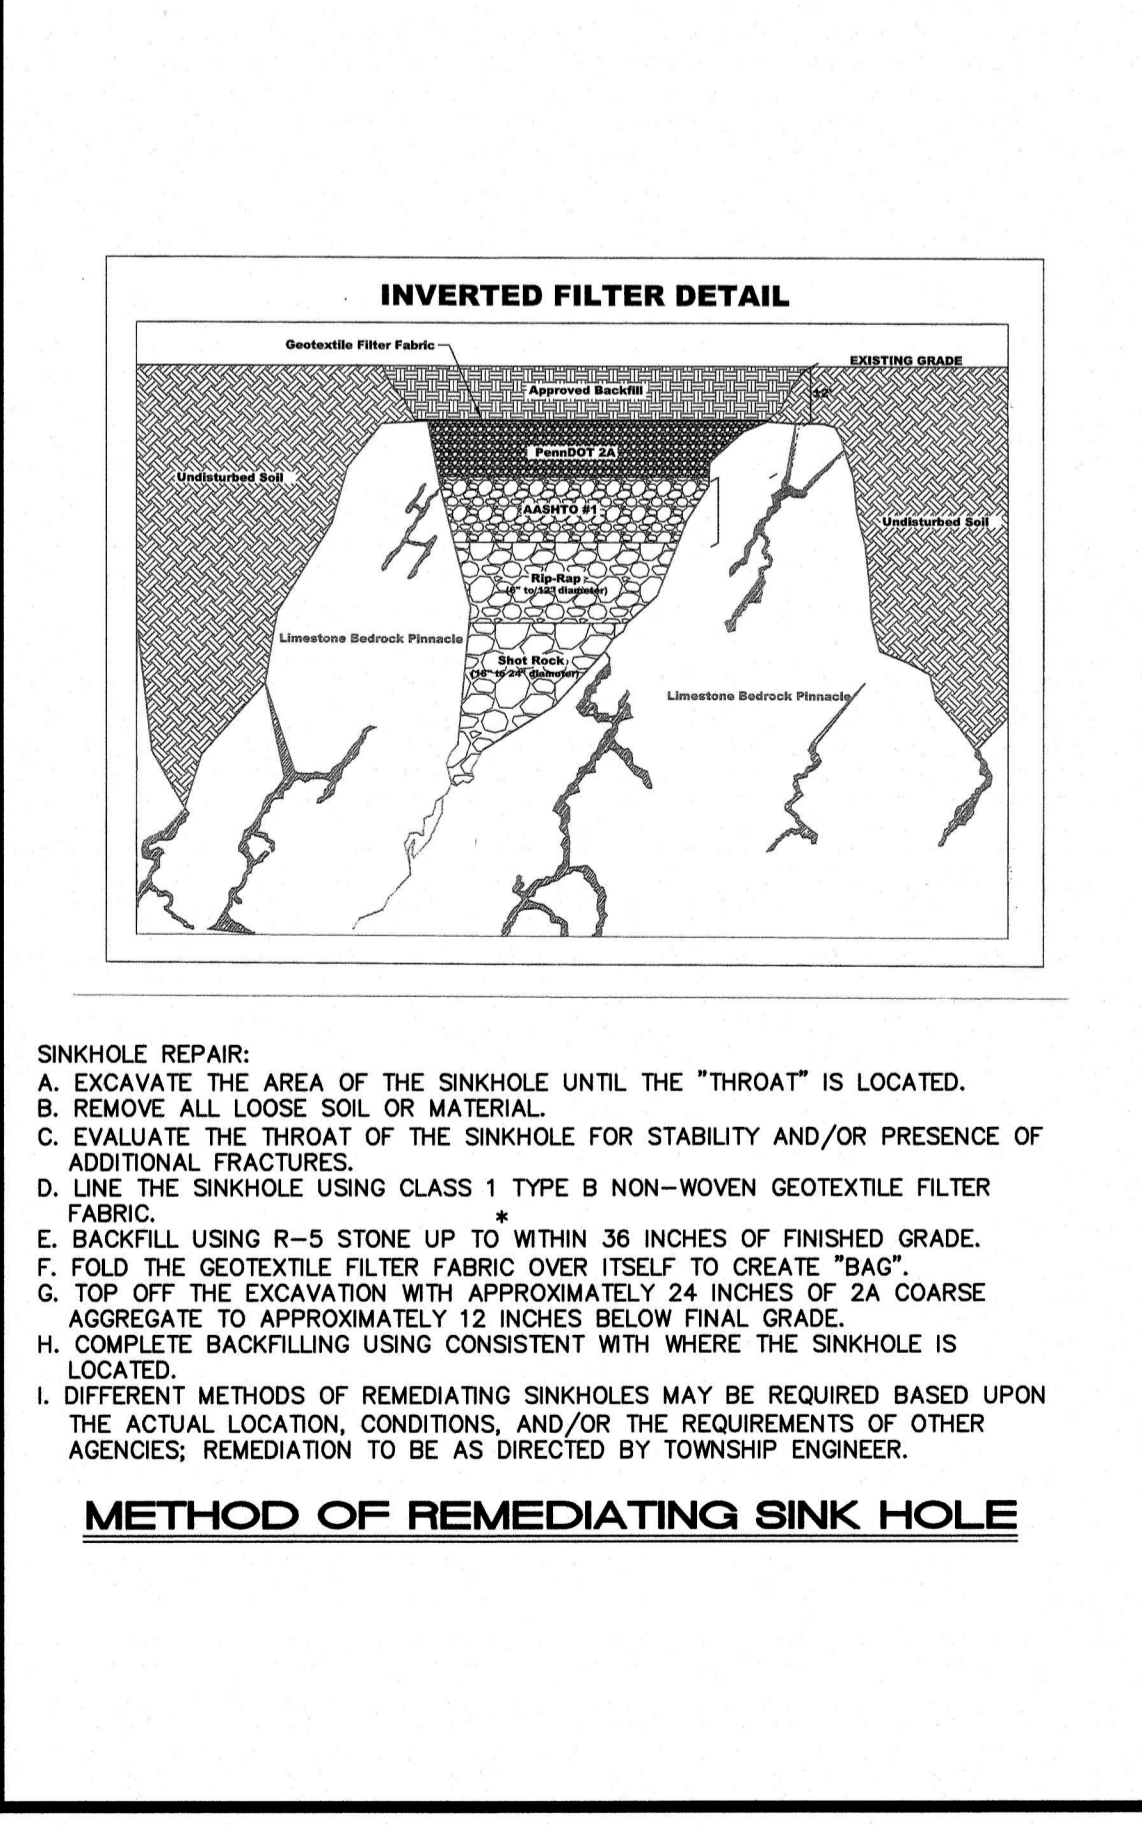 INVERTED FILTER DETAIL
Geotextile Filter Fabric
EXISTING GRADE
Approved Backfill
±2'
PennDOT 2A
Undisturbed Soil
AASHTO #1
Undisturbed Soil
Rip-Rap
(6" to 12" diameter)
Limestone Bedrock Pinnacle
Shot Rock
(16" to 24" diameter)
Limestone Bedrock Pinnacle
SINKHOLE REPAIR:
A. EXCAVATE THE AREA OF THE SINKHOLE UNTIL THE "THROAT" IS LOCATED.
B. REMOVE ALL LOOSE SOIL OR MATERIAL.
C. EVALUATE THE THROAT OF THE SINKHOLE FOR STABILITY AND/OR PRESENCE OF
ADDITIONAL FRACTURES.
D. LINE THE SINKHOLE USING CLASS 1 TYPE B NON-WOVEN GEOTEXTILE FILTER
FABRIC. *
E. BACKFILL USING R-5 STONE UP TO WITHIN 36 INCHES OF FINISHED GRADE.
F. FOLD THE GEOTEXTILE FILTER FABRIC OVER ITSELF TO CREATE "BAG".
G. TOP OFF THE EXCAVATION WITH APPROXIMATELY 24 INCHES OF 2A COARSE
AGGREGATE TO APPROXIMATELY 12 INCHES BELOW FINAL GRADE.
H. COMPLETE BACKFILLING USING CONSISTENT WITH WHERE THE SINKHOLE IS
LOCATED.
I. DIFFERENT METHODS OF REMEDIATING SINKHOLES MAY BE REQUIRED BASED UPON
THE ACTUAL LOCATION, CONDITIONS, AND/OR THE REQUIREMENTS OF OTHER
AGENCIES; REMEDIATION TO BE AS DIRECTED BY TOWNSHIP ENGINEER.
METHOD OF REMEDIATING SINK HOLE